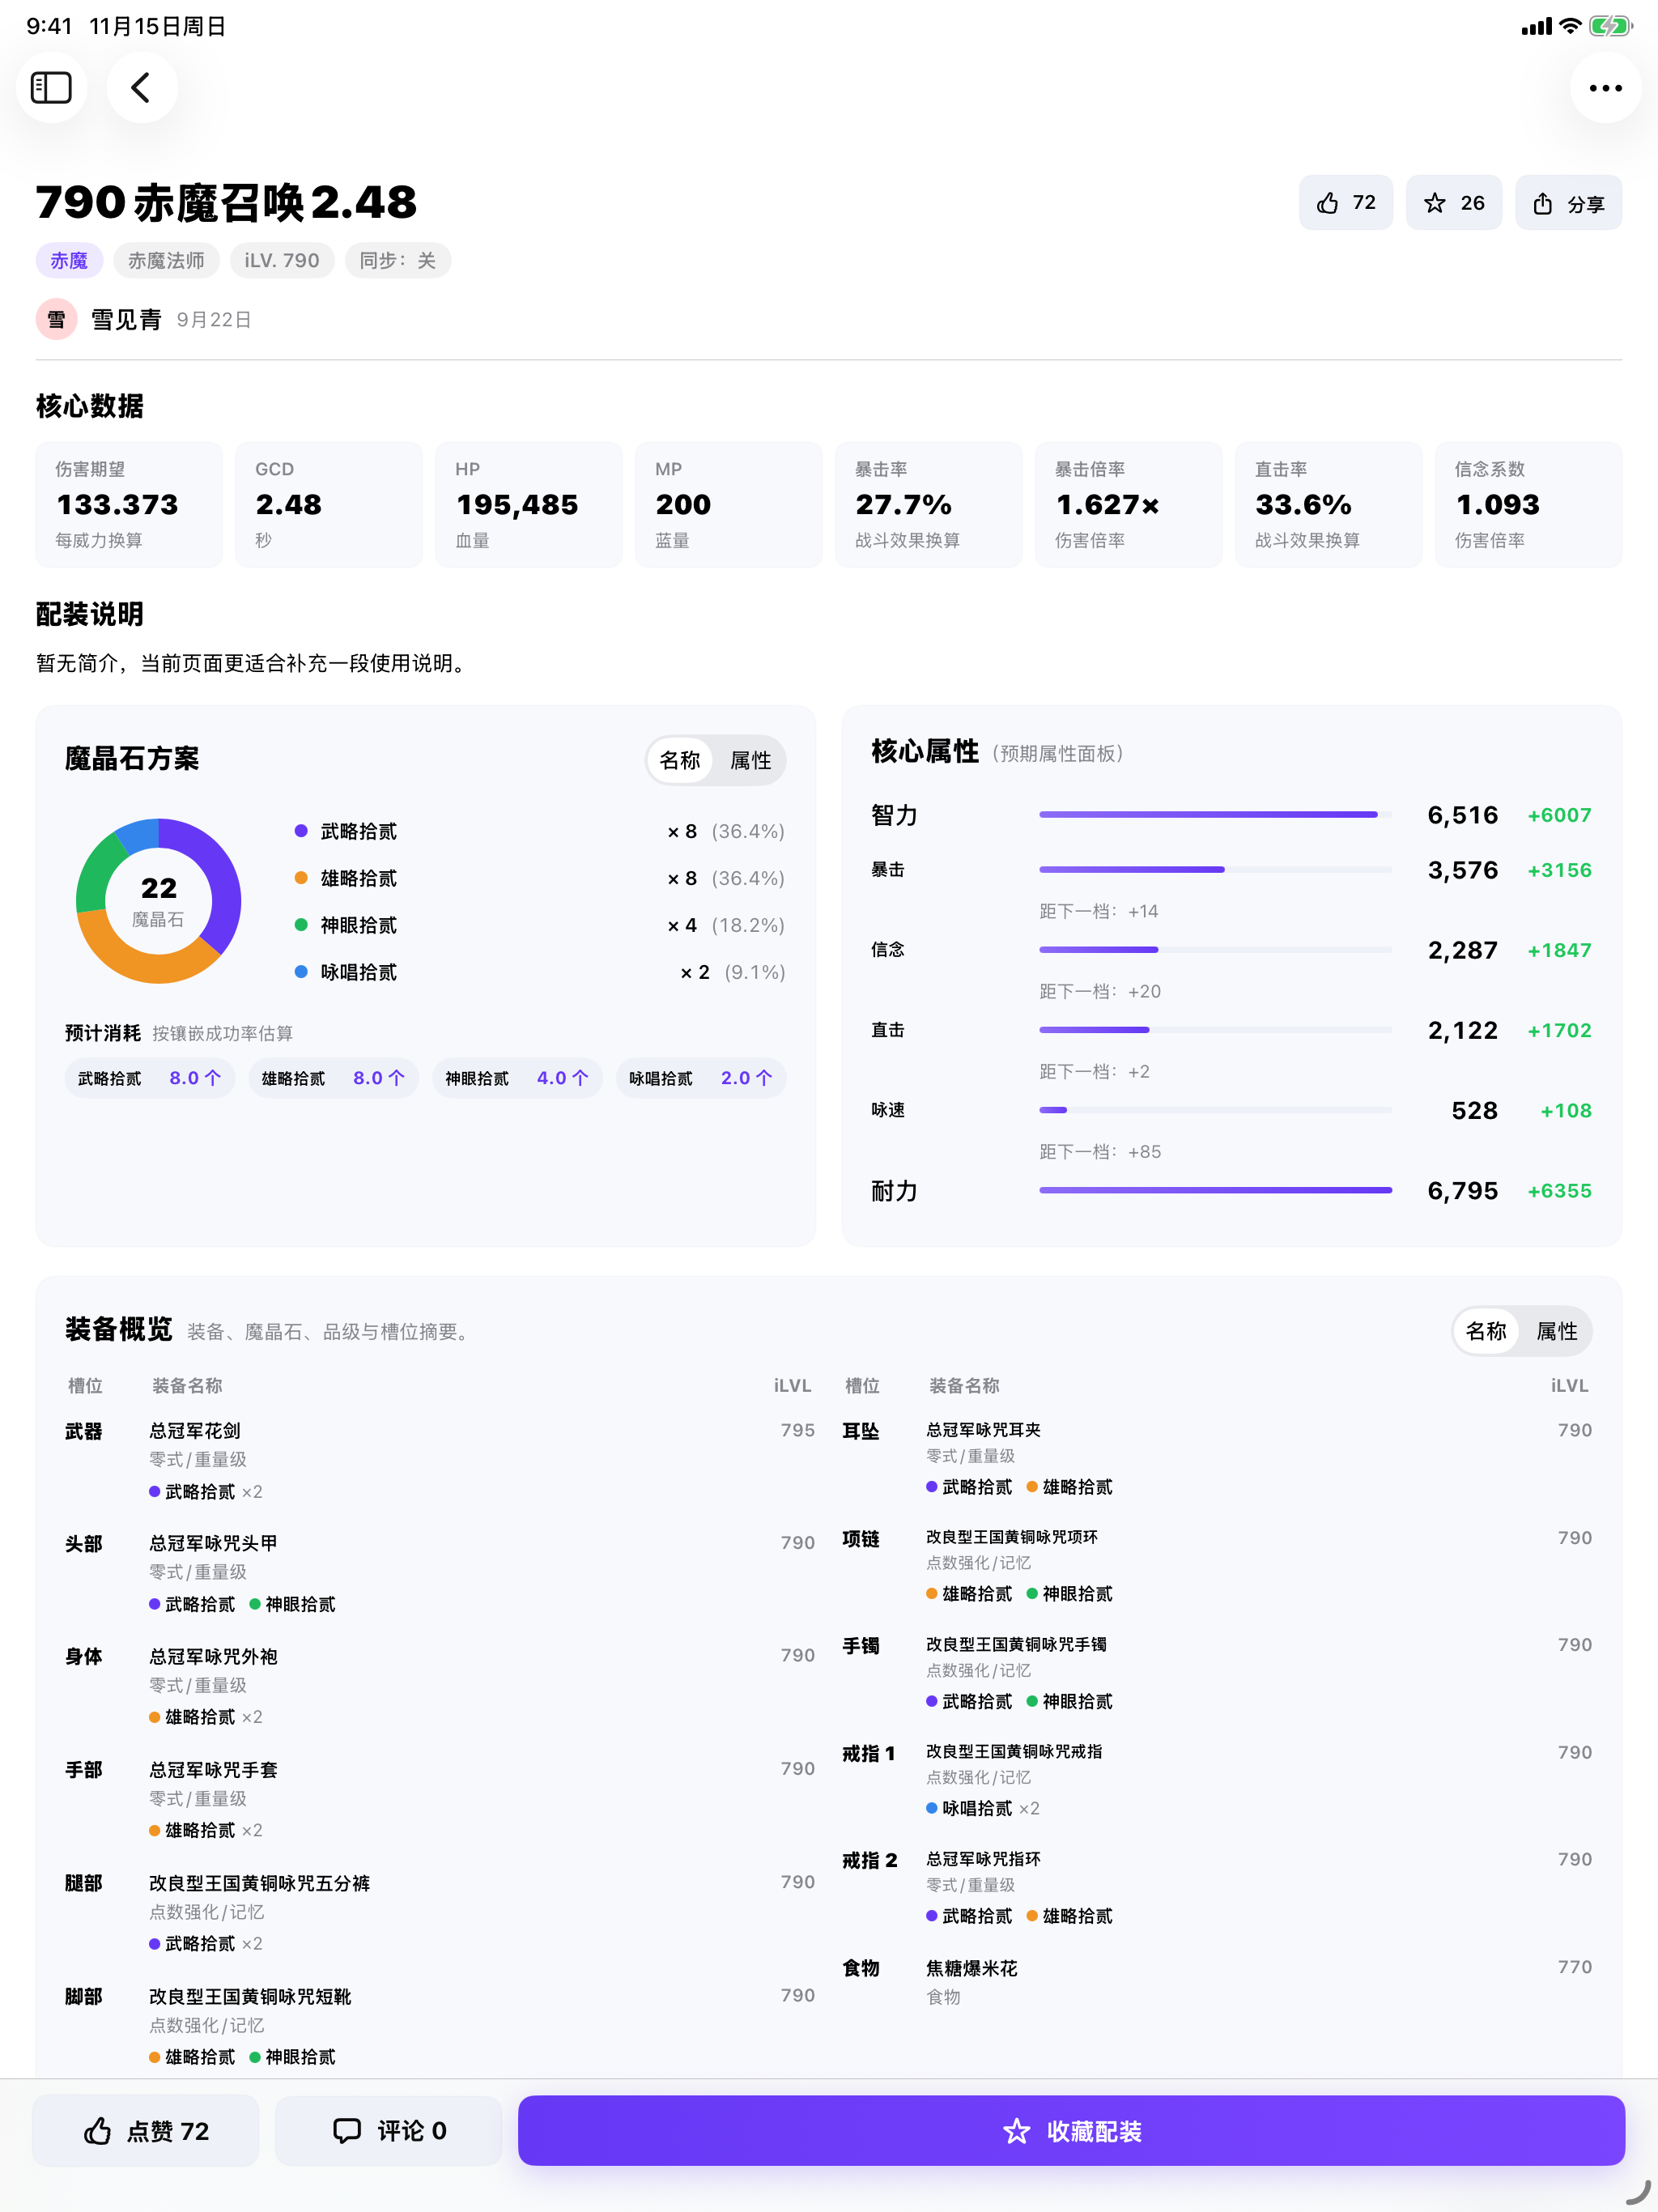 9:41 11月15日周日
790赤魔召唤2.48
72
26
分享
赤魔 赤魔法师 iLV. 790 同步：关
雪 雪见青 9月22日
核心数据
伤害期望
133.373
每威力换算
GCD
2.48
秒
HP
195,485
血量
MP
200
蓝量
暴击率
27.7%
战斗效果换算
暴击倍率
1.627×
伤害倍率
直击率
33.6%
战斗效果换算
信念系数
1.093
伤害倍率
配装说明
暂无简介，当前页面更适合补充一段使用说明。
魔晶石方案
名称 属性
22
魔晶石
武略拾贰 × 8 (36.4%)
雄略拾贰 × 8 (36.4%)
神眼拾贰 × 4 (18.2%)
咏唱拾贰 × 2 (9.1%)
预计消耗 按镶嵌成功率估算
武略拾贰 8.0 个
雄略拾贰 8.0 个
神眼拾贰 4.0 个
咏唱拾贰 2.0 个
核心属性 (预期属性面板)
智力 6,516 +6007
暴击 3,576 +3156
距下一档：+14
信念 2,287 +1847
距下一档：+20
直击 2,122 +1702
距下一档：+2
咏速 528 +108
距下一档：+85
耐力 6,795 +6355
装备概览 装备、魔晶石、品级与槽位摘要。
名称 属性
槽位 装备名称 iLVL
武器 总冠军花剑 795
零式/重量级
武略拾贰 ×2
头部 总冠军咏咒头甲 790
零式/重量级
武略拾贰 神眼拾贰
身体 总冠军咏咒外袍 790
零式/重量级
雄略拾贰 ×2
手部 总冠军咏咒手套 790
零式/重量级
雄略拾贰 ×2
腿部 改良型王国黄铜咏咒五分裤 790
点数强化/记忆
武略拾贰 ×2
脚部 改良型王国黄铜咏咒短靴 790
点数强化/记忆
雄略拾贰 神眼拾贰
槽位 装备名称 iLVL
耳坠 总冠军咏咒耳夹 790
零式/重量级
武略拾贰 雄略拾贰
项链 改良型王国黄铜咏咒项环 790
点数强化/记忆
雄略拾贰 神眼拾贰
手镯 改良型王国黄铜咏咒手镯 790
点数强化/记忆
武略拾贰 神眼拾贰
戒指 1 改良型王国黄铜咏咒戒指 790
点数强化/记忆
咏唱拾贰 ×2
戒指 2 总冠军咏咒指环 790
零式/重量级
武略拾贰 雄略拾贰
食物 焦糖爆米花 770
食物
点赞 72
评论 0
收藏配装